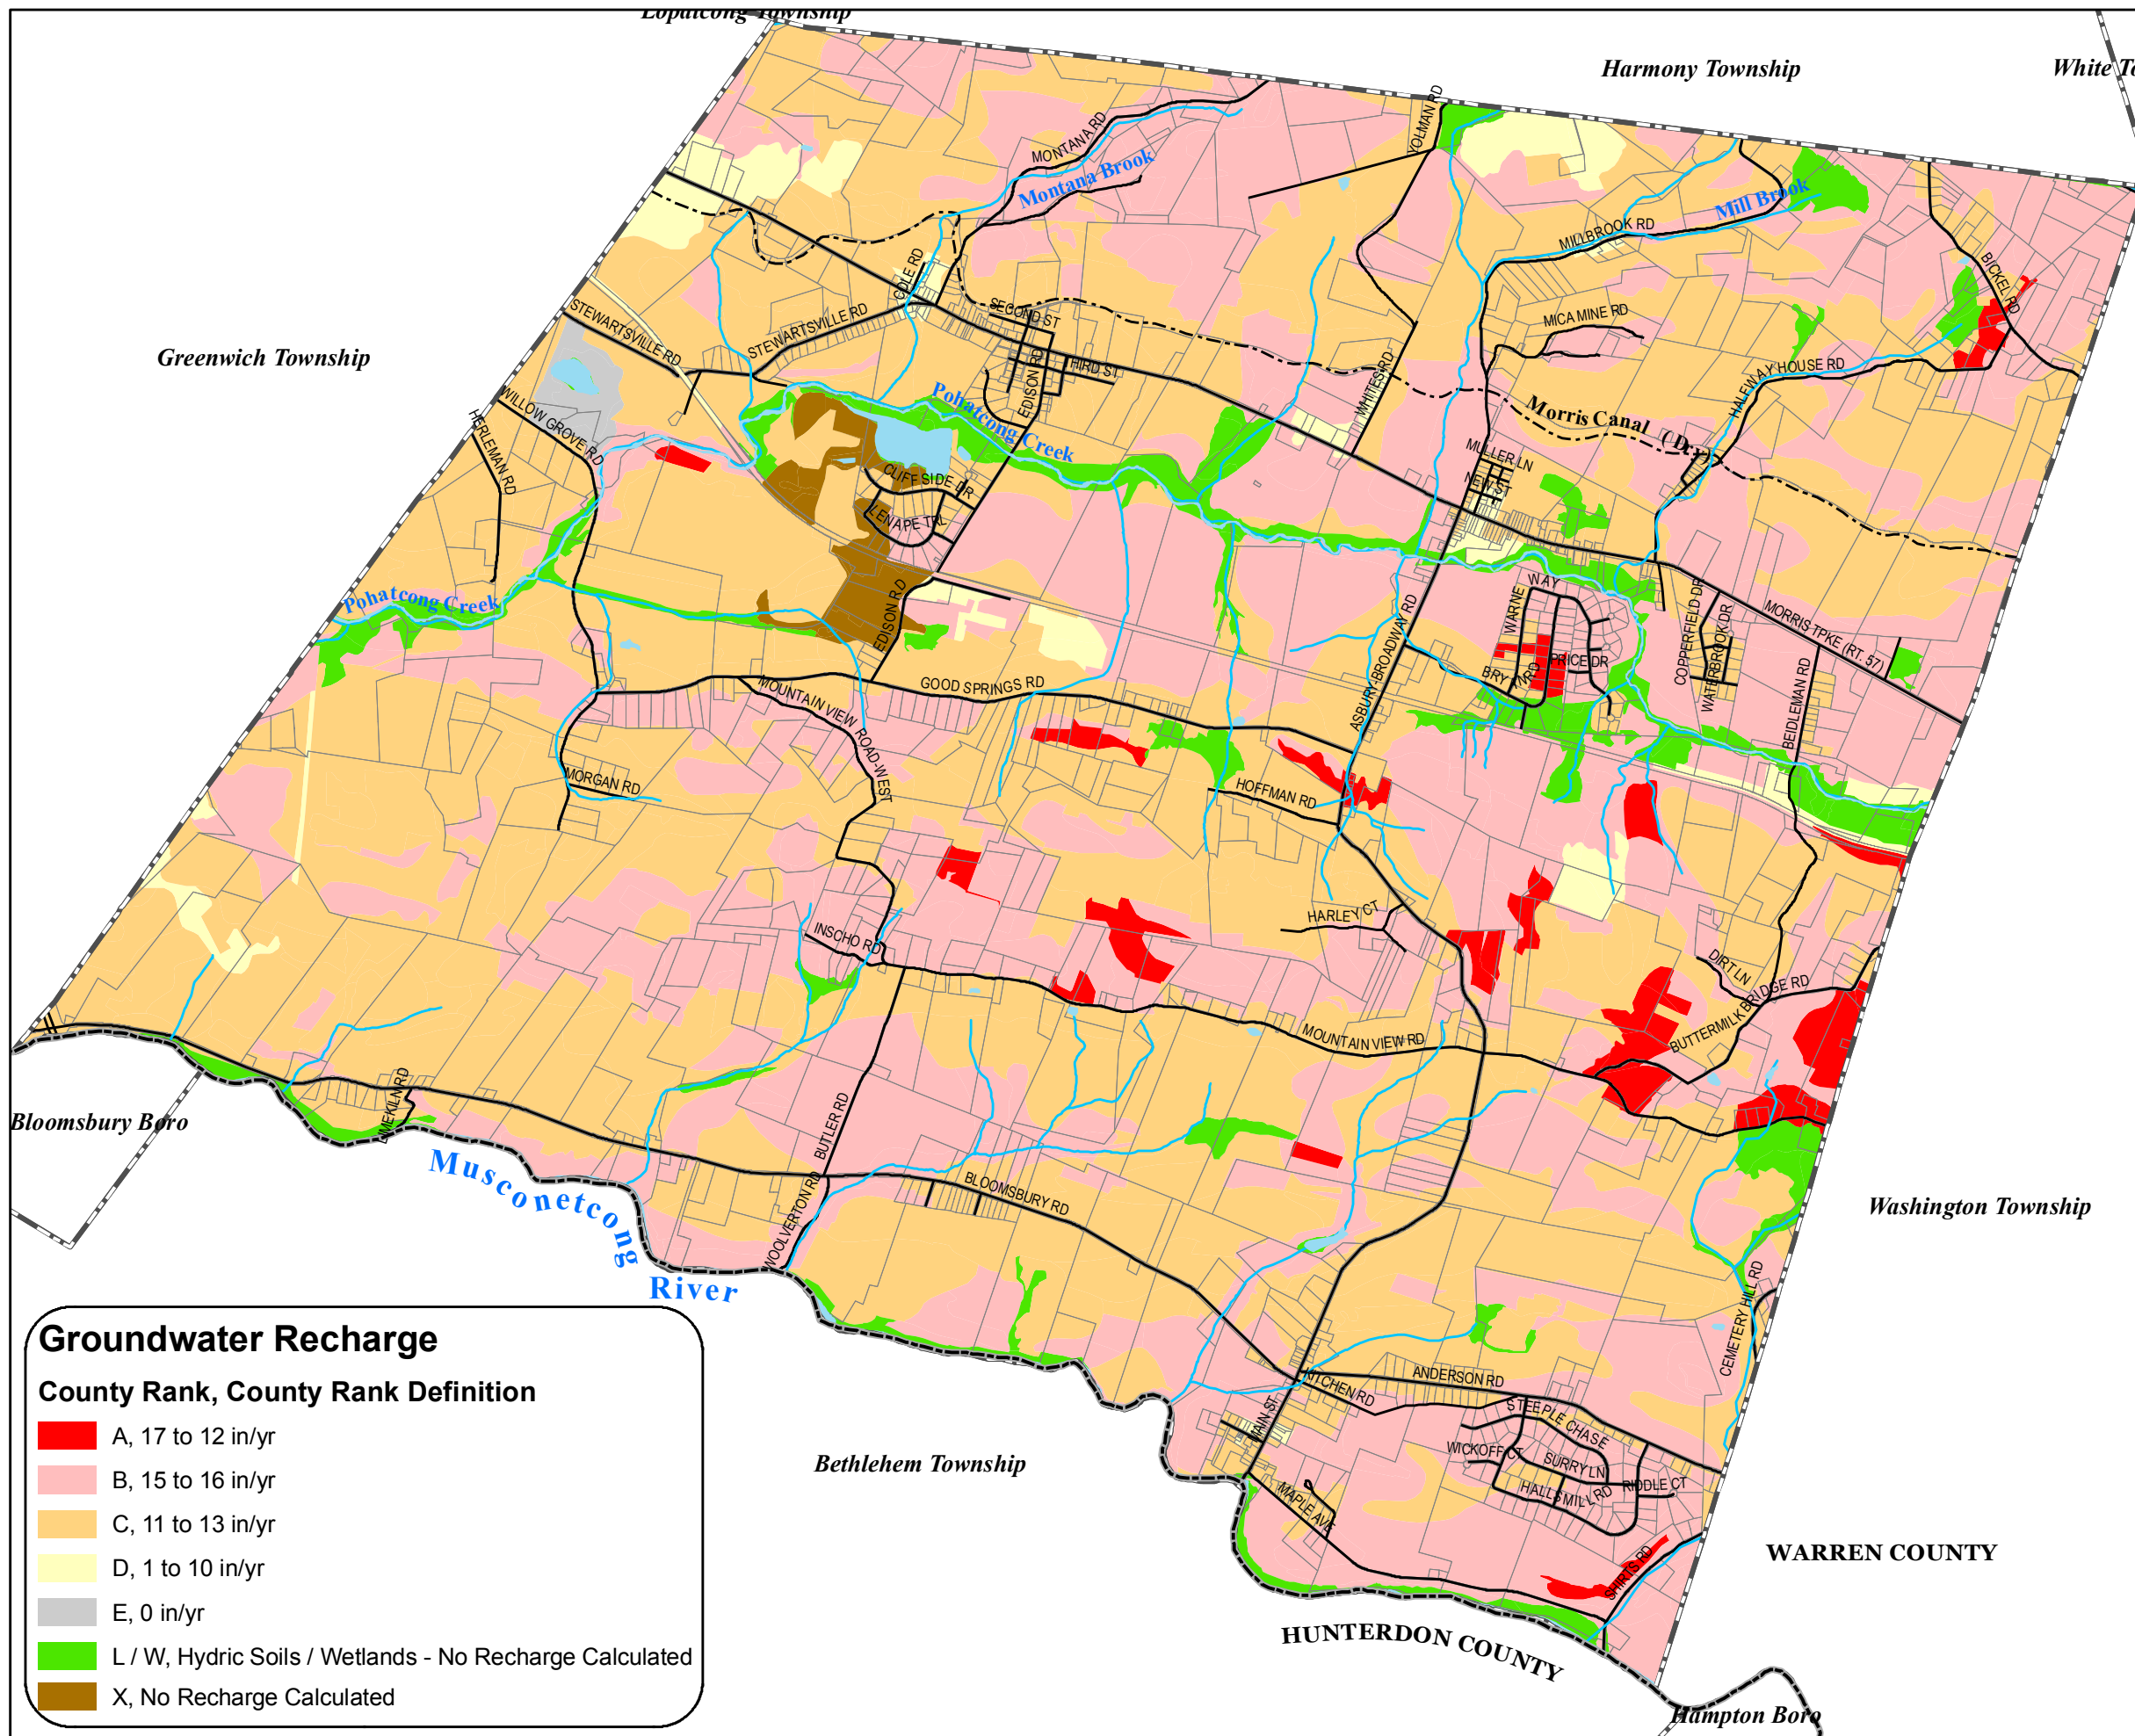 Lopatcong Township
Harmony Township
White To
YOLMAN RD
MONTANA RD
Montana Brook
Mill Brook
MILLBROOK RD
BICKEL RD
COLE RD
SECOND ST
STEWARTSVILLE RD
STEWARTSVILLE RD
MICA MINE RD
Greenwich Township
HIRD ST
EDISON RD
WHITES RD
HALFWAY HOUSE RD
Pohatcong Creek
Morris Canal (Dry)
WILLOW GROVE RD
HERLEMAN RD
MULLER LN
NEW ST
CLIFFSIDE DR
LENAPE TRL
Pohatcong Creek
EDISON RD
WARNE
WAY
ASBURY-BROADWAY RD
COPPERFIELD DR
WATERBROOK DR
MORRIS TPKE (RT. 57)
PRICE DR
BEIDLEMAN RD
GOOD SPRINGS RD
MOUNTAIN VIEW ROAD-WEST
MORGAN RD
HOFFMAN RD
HARLEY CT
INSCHO RD
DIRT LN
BUTTERMILK BRIDGE RD
MOUNTAIN VIEW RD
LIMEKILN RD
BUTLER RD
Bloomsbury Boro
Musconetcong
River
WOOLVERTON RD
BLOOMSBURY RD
Washington Township
CEMETERY HILL RD
ANDERSON RD
KITCHEN RD
MAIN ST
STEEPLE CHASE
WICKOFF CT
SURRY LN
RIDDLE CT
HALLSMILL RD
MAPLE AVE
SHIRTS RD
Bethlehem Township
WARREN COUNTY
HUNTERDON COUNTY
Hampton Boro
Groundwater Recharge
County Rank, County Rank Definition
A, 17 to 12 in/yr
B, 15 to 16 in/yr
C, 11 to 13 in/yr
D, 1 to 10 in/yr
E, 0 in/yr
L / W, Hydric Soils / Wetlands - No Recharge Calculated
X, No Recharge Calculated